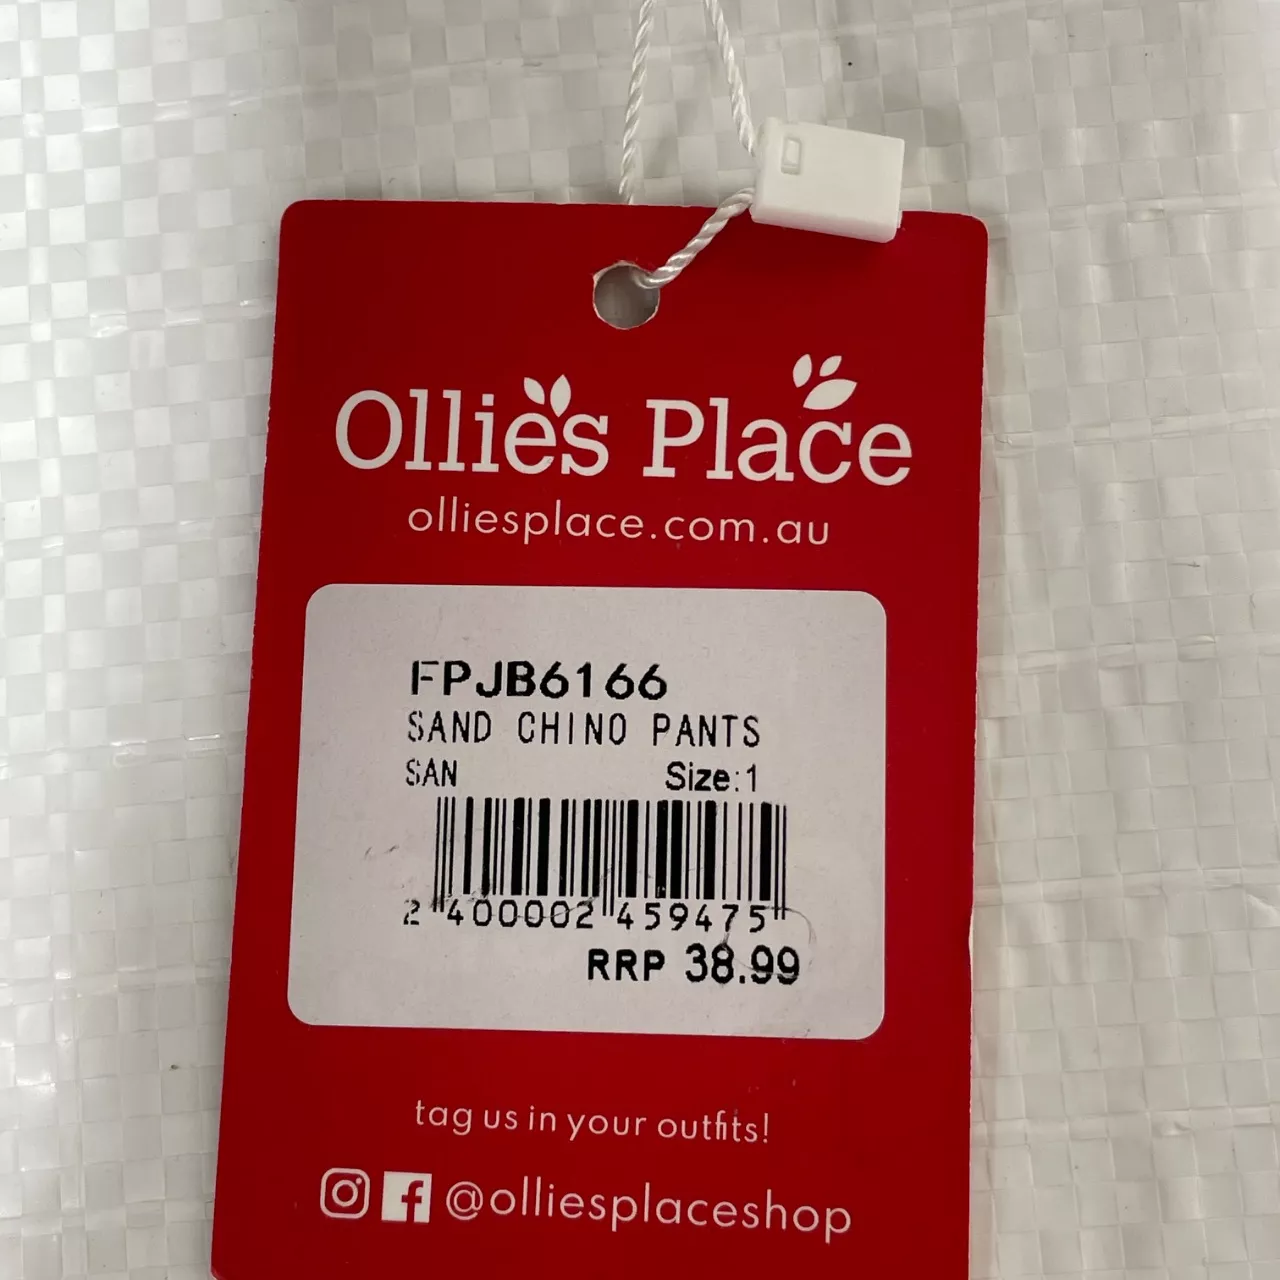 Ollie's Place
olliesplace.com.au
FPJB6166
SAND CHINO PANTS
SAN Size:1
2 400002 459475
RRP 38.99
tag us in your outfits!
@olliesplaceshop